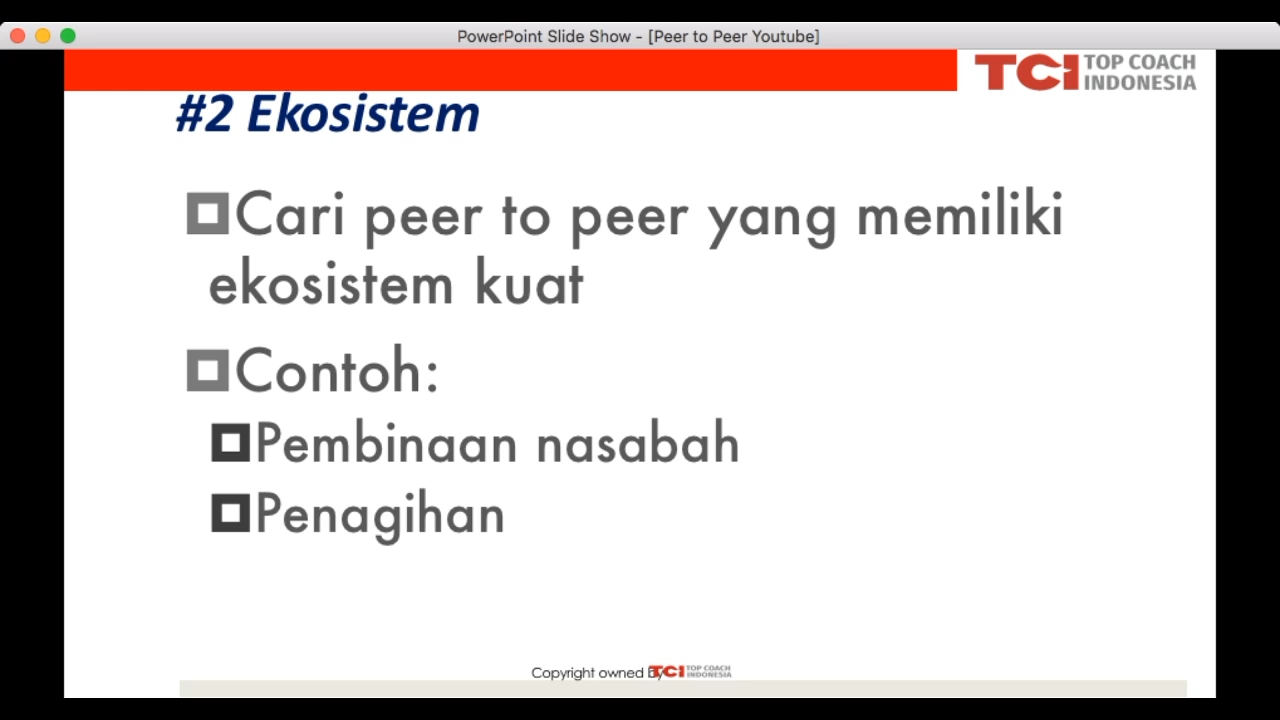 PowerPoint Slide Show - [Peer to Peer Youtube]
TCI TOP COACH
INDONESIA
#2 Ekosistem
Cari peer to peer yang memiliki
ekosistem kuat
Contoh:
Pembinaan nasabah
Penagihan
Copyright owned by TCI TOP COACH
INDONESIA